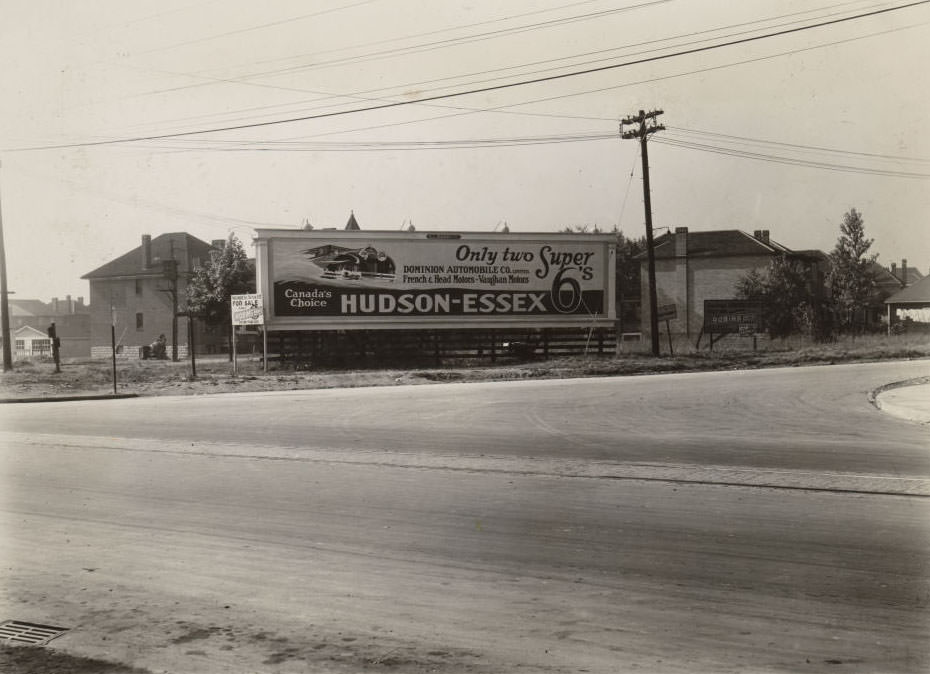 Only two Super
6's
DOMINION AUTOMOBILE CO. LIMITED
French & Head Motors - Vaughan Motors
Canada's
Choice
HUDSON-ESSEX
FOR SALE